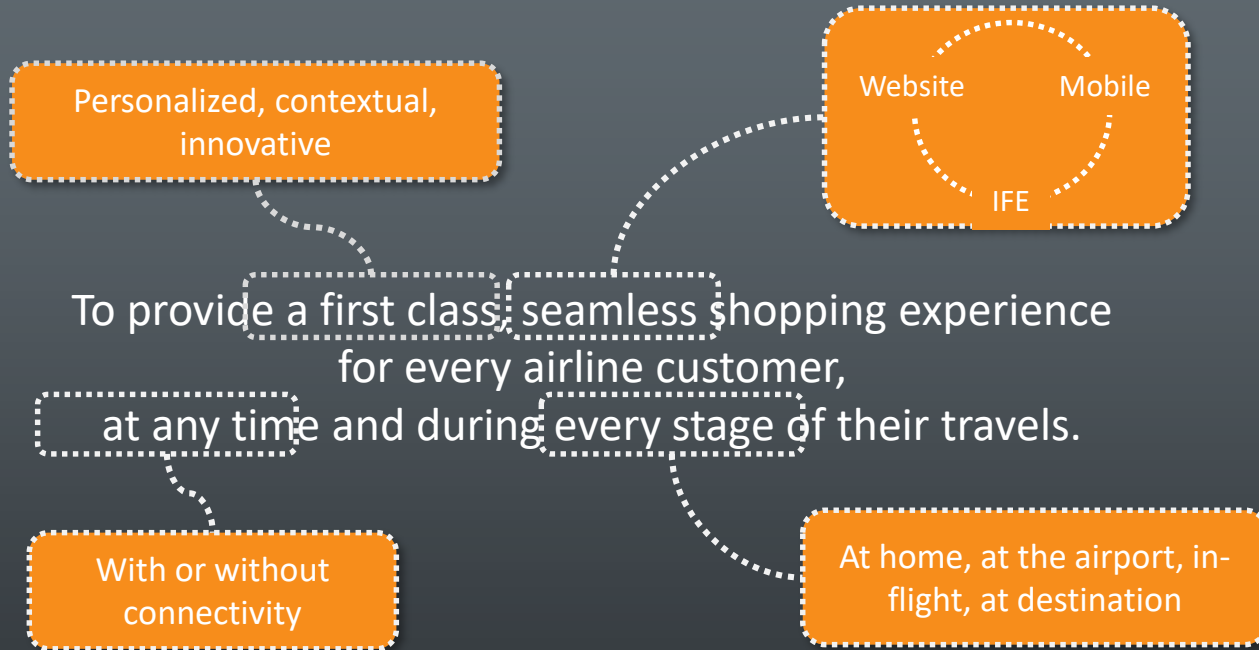 Personalized, contextual,
innovative
Website
Mobile
IFE
To provide a first class, seamless shopping experience
for every airline customer,
at any time and during every stage of their travels.
With or without
connectivity
At home, at the airport, in-
flight, at destination